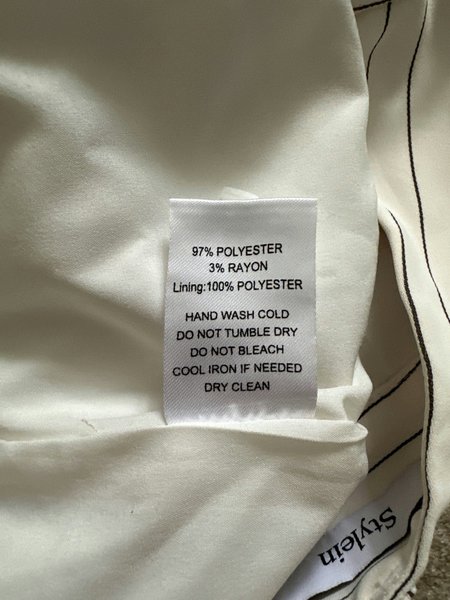 97% POLYESTER
3% RAYON
Lining:100% POLYESTER
HAND WASH COLD
DO NOT TUMBLE DRY
DO NOT BLEACH
COOL IRON IF NEEDED
DRY CLEAN
Stylein